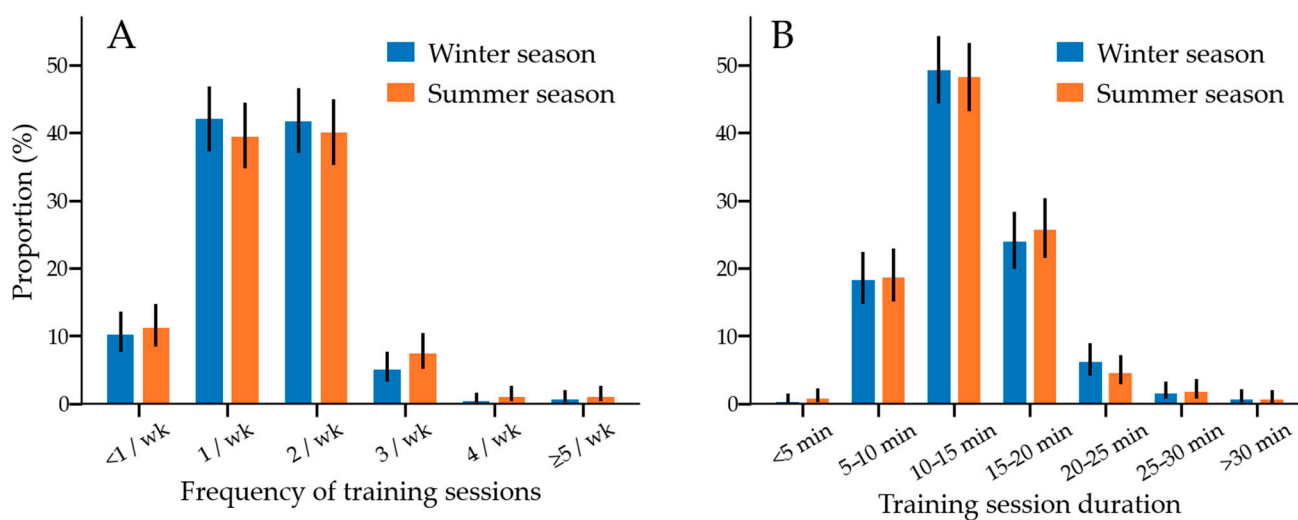 A
Winter season
Summer season
Proportion (%)
50
40
30
20
10
0
<1 / wk
1 / wk
2 / wk
3 / wk
4 / wk
≥5 / wk
Frequency of training sessions
B
Winter season
Summer season
50
40
30
20
10
0
<5 min
5-10 min
10-15 min
15-20 min
20-25 min
25-30 min
>30 min
Training session duration